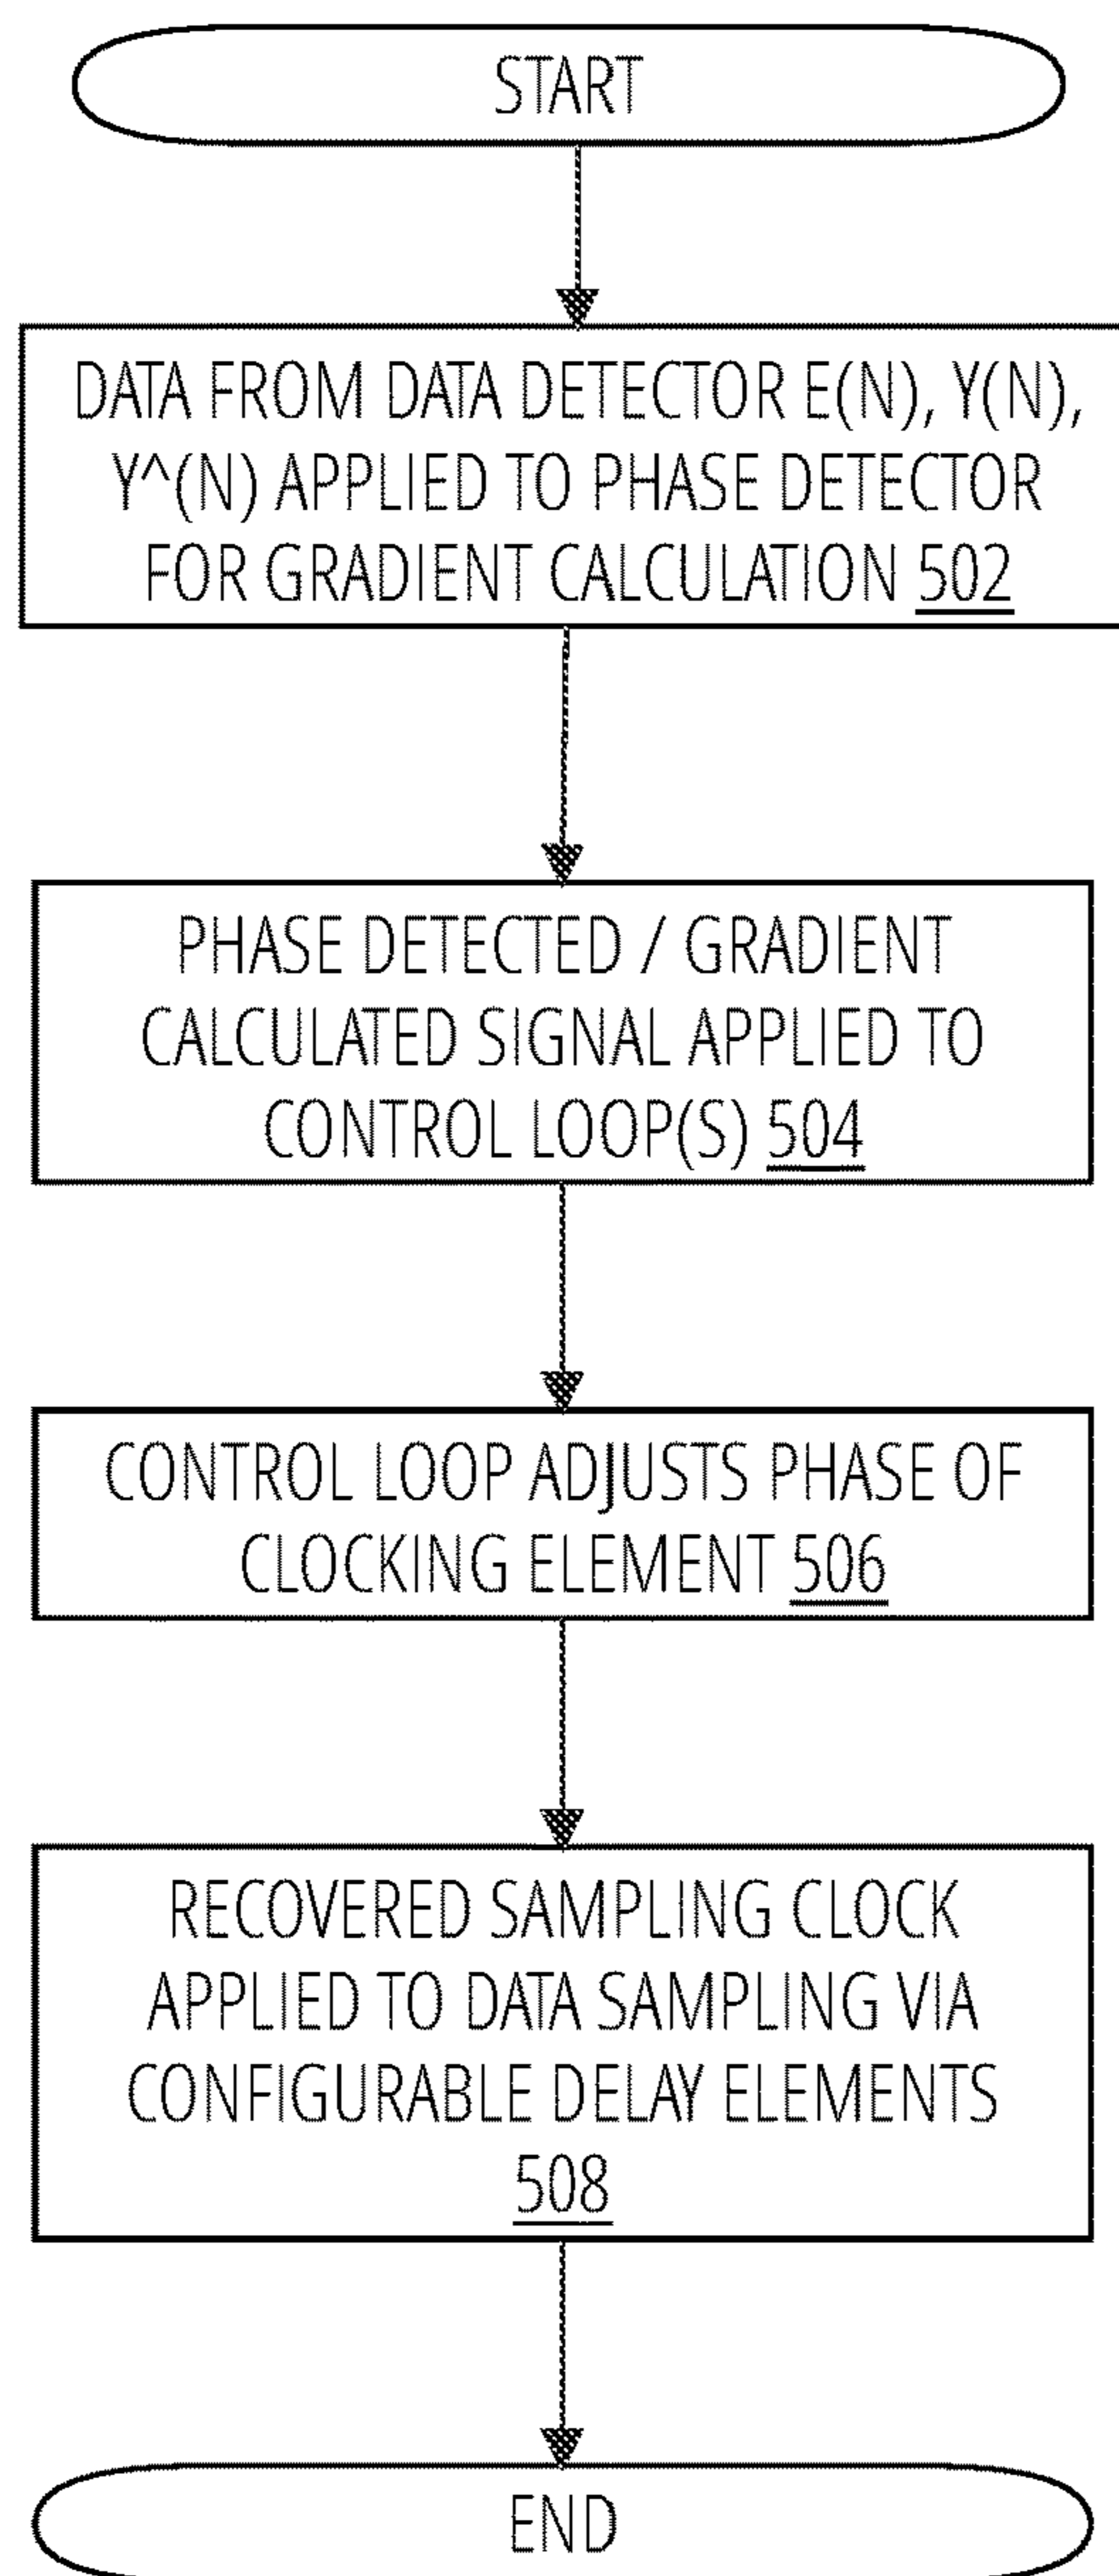 START
DATA FROM DATA DETECTOR E(N), Y(N),
Y^(N) APPLIED TO PHASE DETECTOR
FOR GRADIENT CALCULATION 502
PHASE DETECTED / GRADIENT
CALCULATED SIGNAL APPLIED TO
CONTROL LOOP(S) 504
CONTROL LOOP ADJUSTS PHASE OF
CLOCKING ELEMENT 506
RECOVERED SAMPLING CLOCK
APPLIED TO DATA SAMPLING VIA
CONFIGURABLE DELAY ELEMENTS
508
END